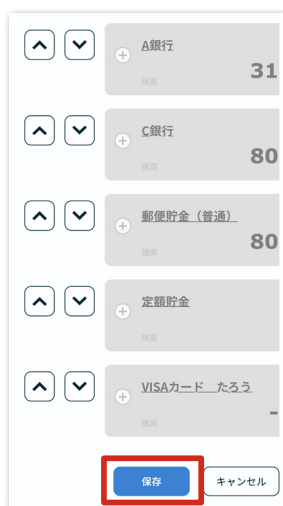 A銀行
31
残高
C銀行
80
残高
郵便貯金（普通）
80
残高
定額貯金
残高
VISAカード たろう
-
残高
保存
キャンセル